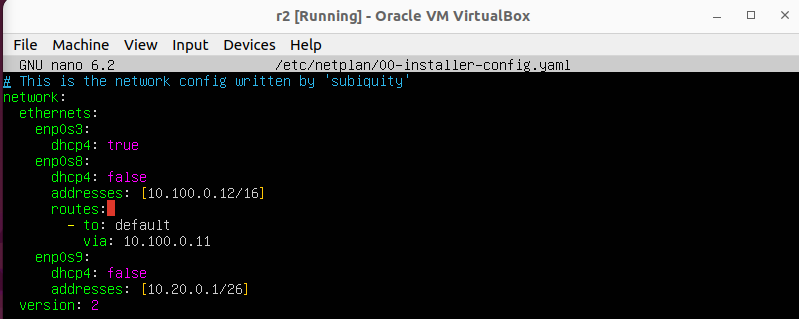 r2 [Running] - Oracle VM VirtualBox
File Machine View Input Devices Help
GNU nano 6.2 /etc/netplan/00-installer-config.yaml
# This is the network config written by 'subiquity'
network:
  ethernets:
    enp0s3:
      dhcp4: true
    enp0s8:
      dhcp4: false
      addresses: [10.100.0.12/16]
      routes:
        - to: default
          via: 10.100.0.11
    enp0s9:
      dhcp4: false
      addresses: [10.20.0.1/26]
  version: 2